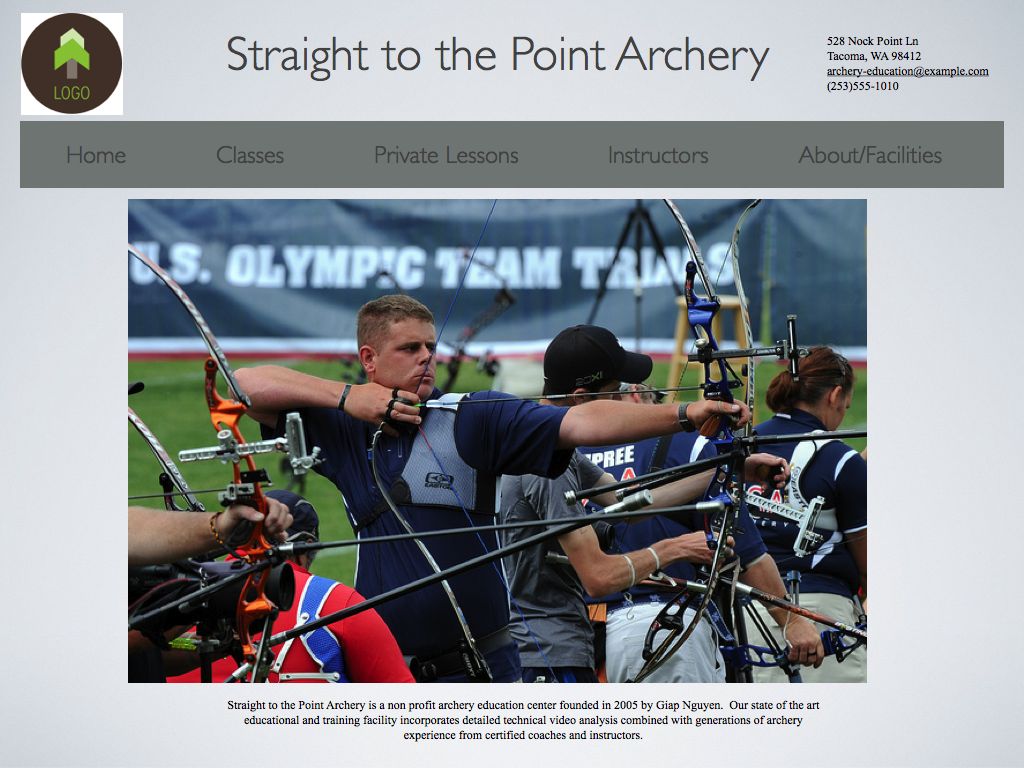 LOGO
Straight to the Point Archery
528 Nock Point Ln
Tacoma, WA 98412
archery-education@example.com
(253)555-1010
Home Classes Private Lessons Instructors About/Facilities
U.S. OLYMPIC TEAM TRIALS
EASTON
Straight to the Point Archery is a non profit archery education center founded in 2005 by Giap Nguyen. Our state of the art
educational and training facility incorporates detailed technical video analysis combined with generations of archery
experience from certified coaches and instructors.